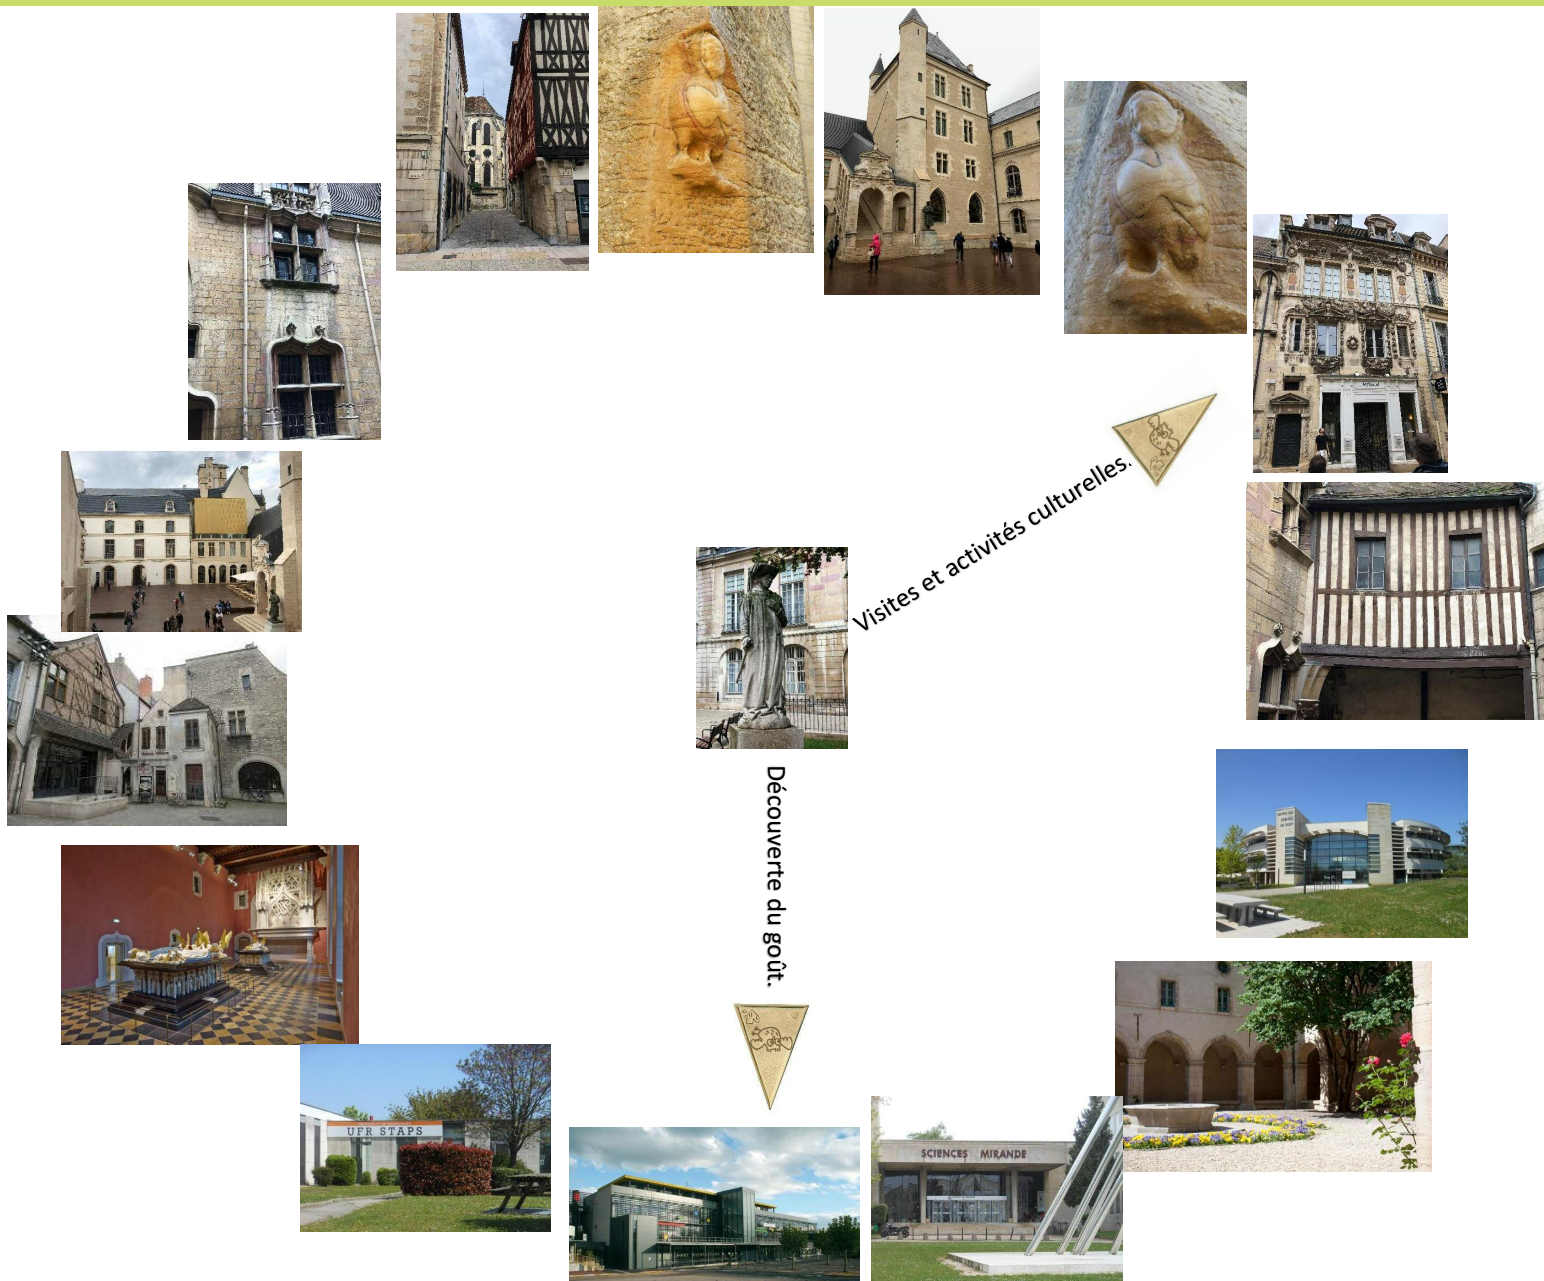 Visites et activités culturelles.
Découverte du goût.
UFR STAPS
SCIENCES MIRANDE